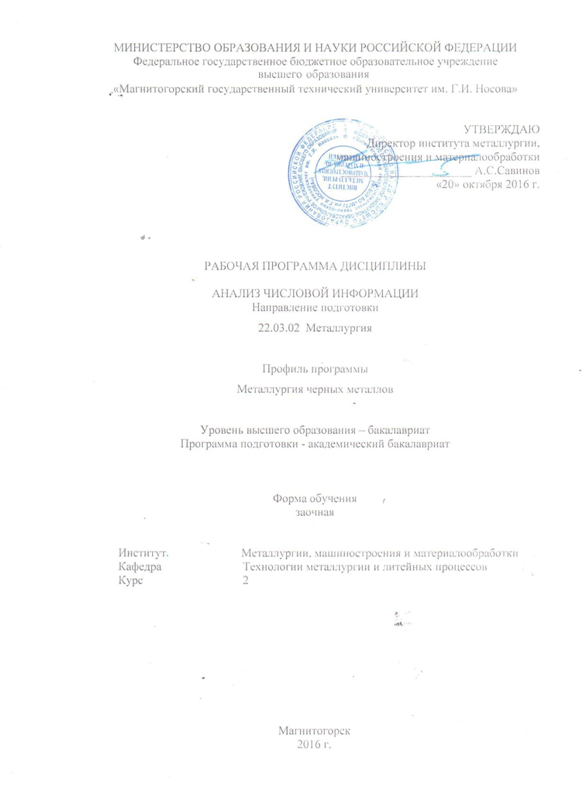 МИНИСТЕРСТВО ОБРАЗОВАНИЯ И НАУКИ РОССИЙСКОЙ ФЕДЕРАЦИИ
Федеральное государственное бюджетное образовательное учреждение
высшего образования
«Магнитогорский государственный технический университет им. Г.И. Носова»
УТВЕРЖДАЮ
Директор института металлургии,
машиностроения и материалообработки
А.С.Савинов
«20» октября 2016 г.
РАБОЧАЯ ПРОГРАММА ДИСЦИПЛИНЫ
АНАЛИЗ ЧИСЛОВОЙ ИНФОРМАЦИИ
Направление подготовки
22.03.02 Металлургия
Профиль программы
Металлургия черных металлов
Уровень высшего образования – бакалавриат
Программа подготовки - академический бакалавриат
Форма обучения
заочная
Институт. Металлургии, машиностроения и материалообработки
Кафедра Технологии металлургии и литейных процессов
Курс 2
Магнитогорск
2016 г.